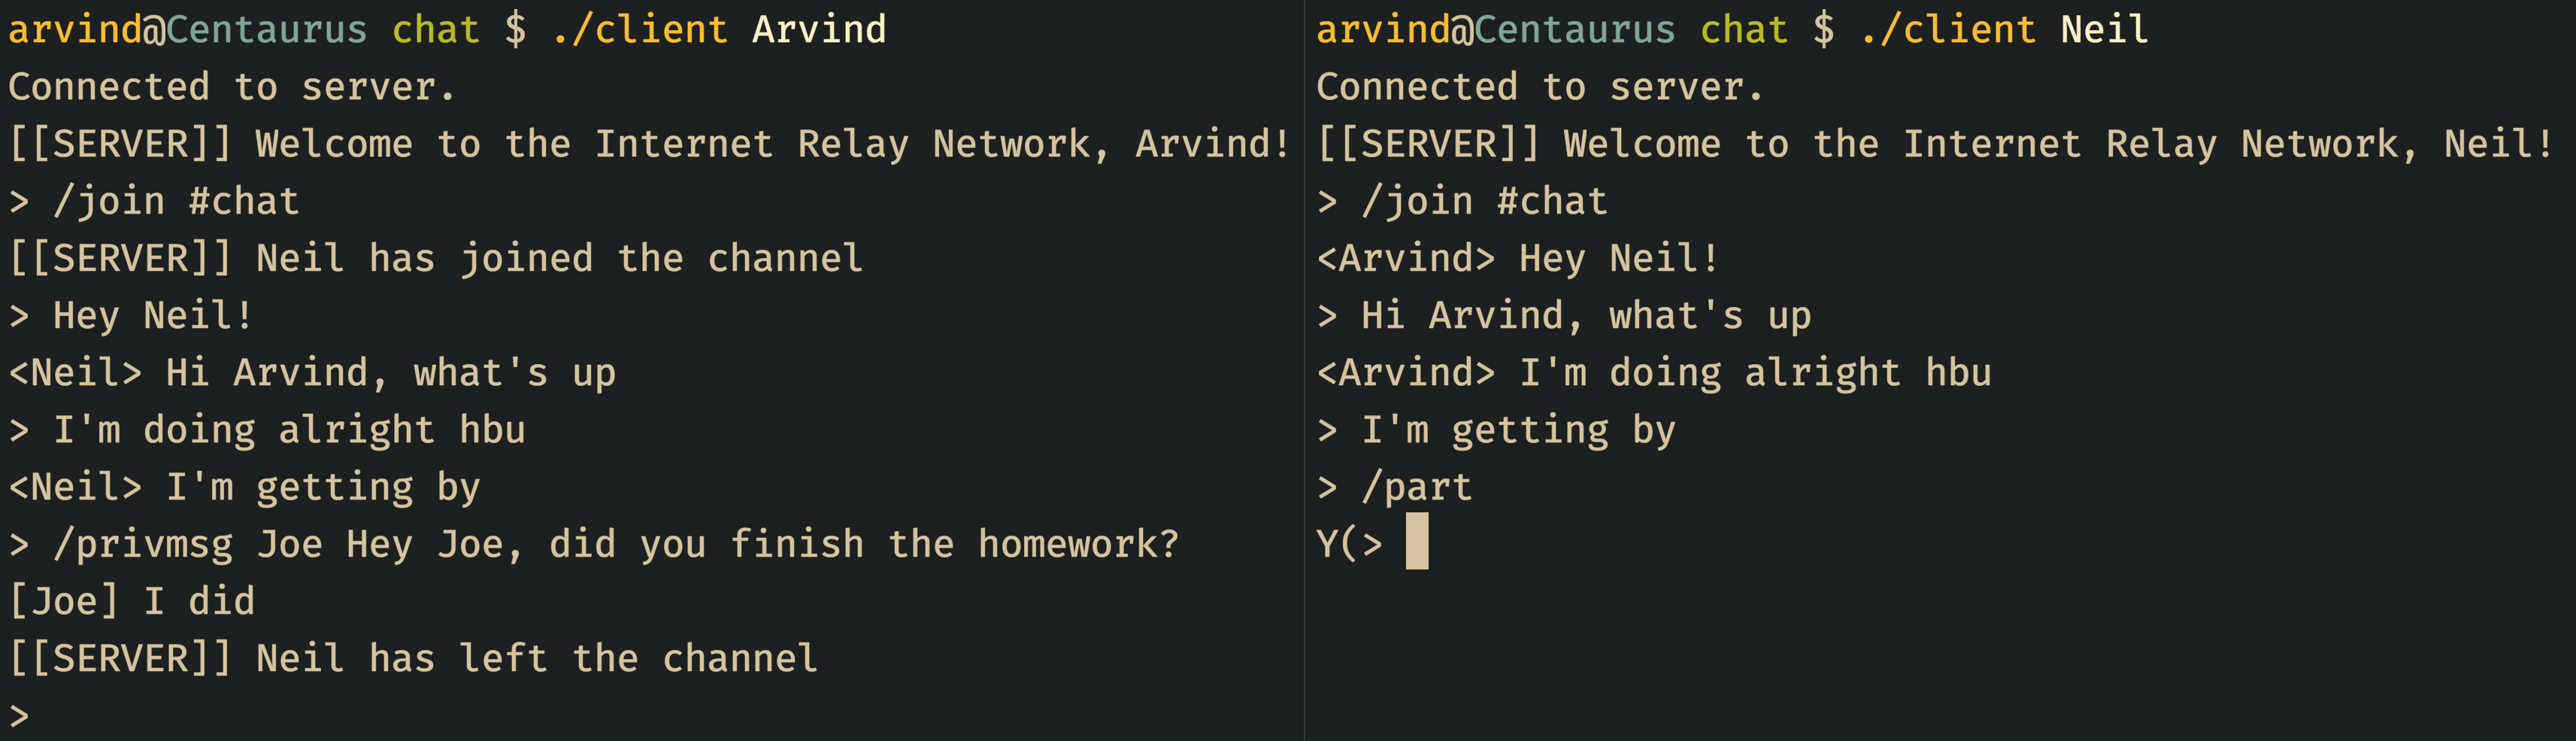 arvind@Centaurus chat $ ./client Arvind
Connected to server.
[[SERVER]] Welcome to the Internet Relay Network, Arvind!
> /join #chat
[[SERVER]] Neil has joined the channel
> Hey Neil!
<Neil> Hi Arvind, what's up
> I'm doing alright hbu
<Neil> I'm getting by
> /privmsg Joe Hey Joe, did you finish the homework?
[Joe] I did
[[SERVER]] Neil has left the channel
>
arvind@Centaurus chat $ ./client Neil
Connected to server.
[[SERVER]] Welcome to the Internet Relay Network, Neil!
> /join #chat
<Arvind> Hey Neil!
> Hi Arvind, what's up
<Arvind> I'm doing alright hbu
> I'm getting by
> /part
Y(>